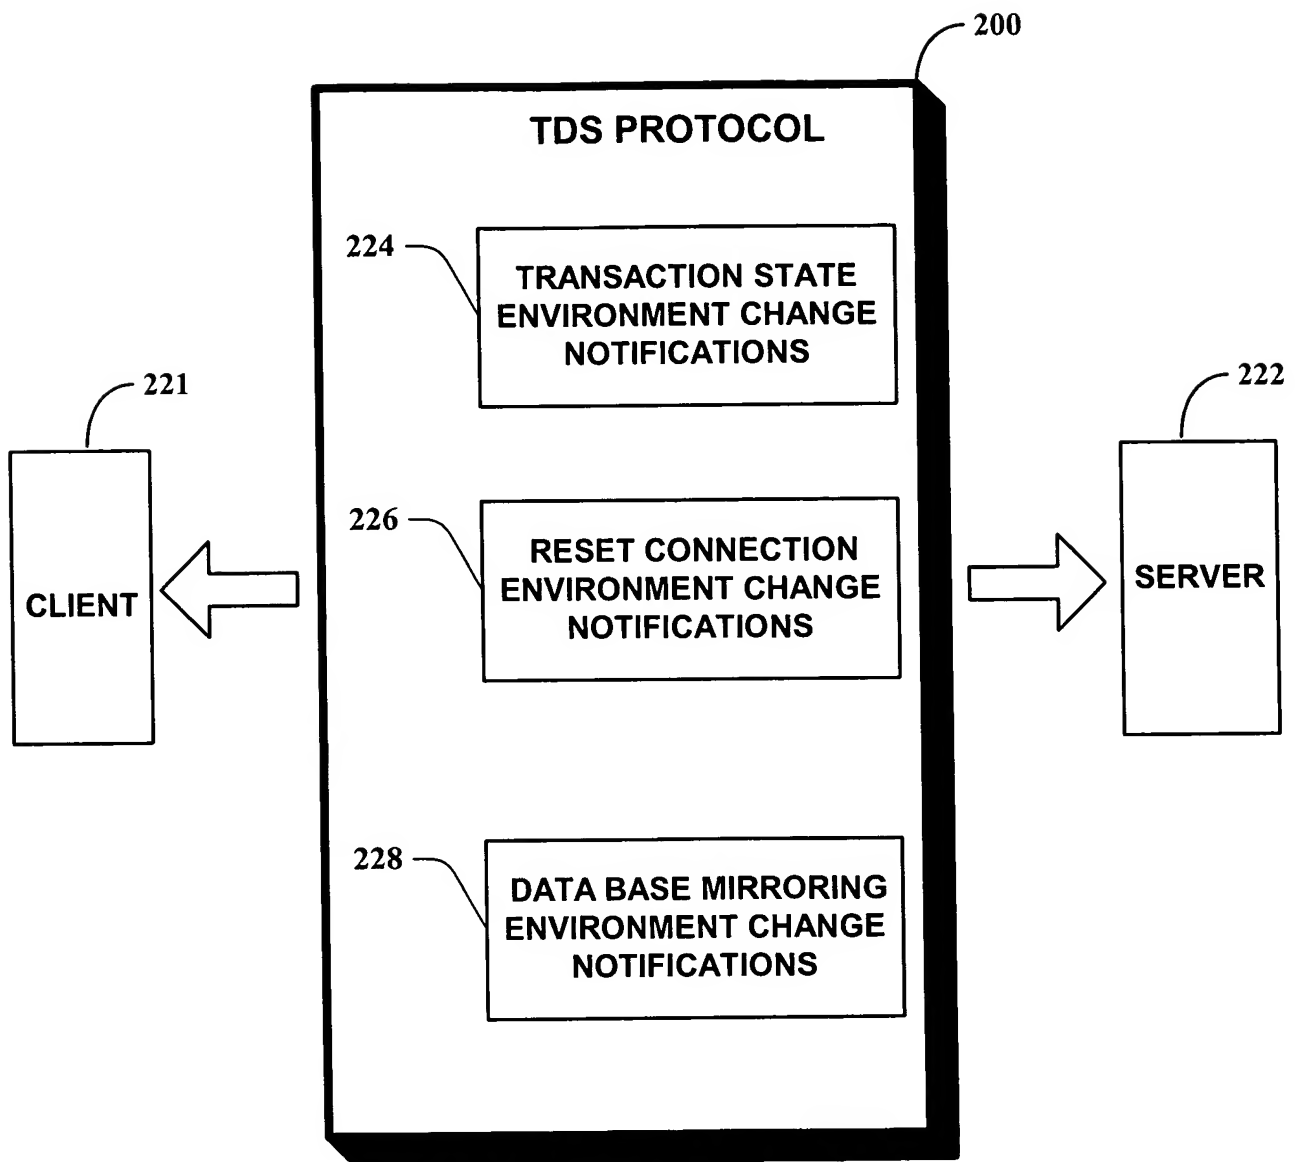 200
TDS PROTOCOL
224
TRANSACTION STATE
ENVIRONMENT CHANGE
NOTIFICATIONS
221
222
226
RESET CONNECTION
ENVIRONMENT CHANGE
NOTIFICATIONS
CLIENT
SERVER
228
DATA BASE MIRRORING
ENVIRONMENT CHANGE
NOTIFICATIONS